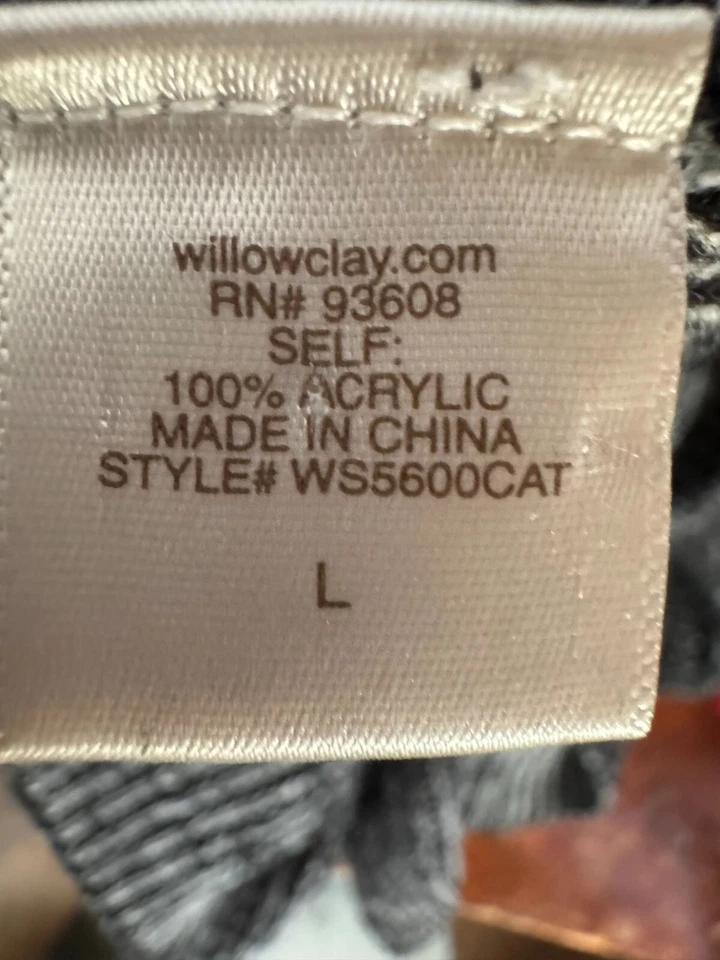 willowclay.com
RN# 93608
SELF:
100% ACRYLIC
MADE IN CHINA
STYLE# WS5600CAT
L